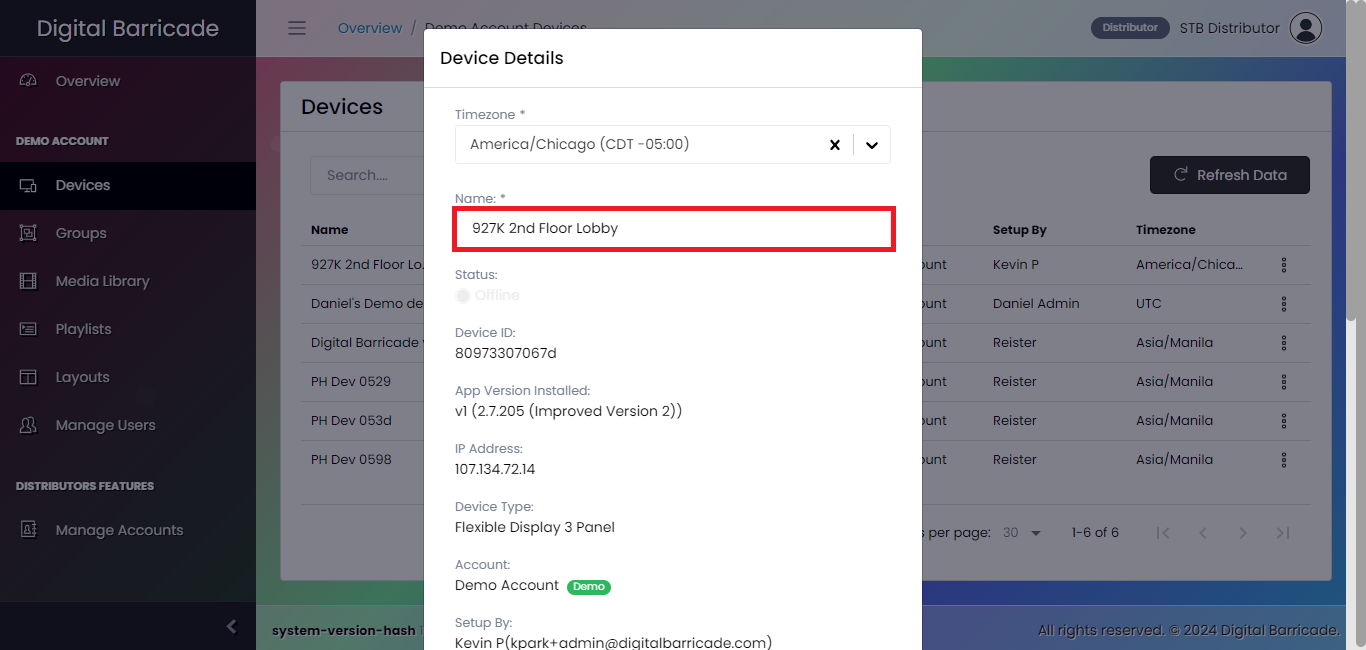 Digital Barricade
Overview
DEMO ACCOUNT
Devices
Groups
Media Library
Playlists
Layouts
Manage Users
DISTRIBUTORS FEATURES
Manage Accounts
Overview / Demo Account Devices
Distributor STB Distributor
Devices
Search....
Refresh Data
Name Setup By Timezone
927K 2nd Floor Lo. unt Kevin P America/Chica...
Daniel's Demo de unt Daniel Admin UTC
Digital Barricade unt Reister Asia/Manila
PH Dev 0529 unt Reister Asia/Manila
PH Dev 053d unt Reister Asia/Manila
PH Dev 0598 unt Reister Asia/Manila
s per page: 30 1-6 of 6
system-version-hash
All rights reserved. © 2024 Digital Barricade.
Device Details
Timezone *
America/Chicago (CDT -05:00)
Name: *
927K 2nd Floor Lobby
Status:
Offline
Device ID:
80973307067d
App Version Installed:
v1 (2.7.205 (Improved Version 2))
IP Address:
107.134.72.14
Device Type:
Flexible Display 3 Panel
Account:
Demo Account Demo
Setup By:
Kevin P(kpark+admin@digitalbarricade.com)